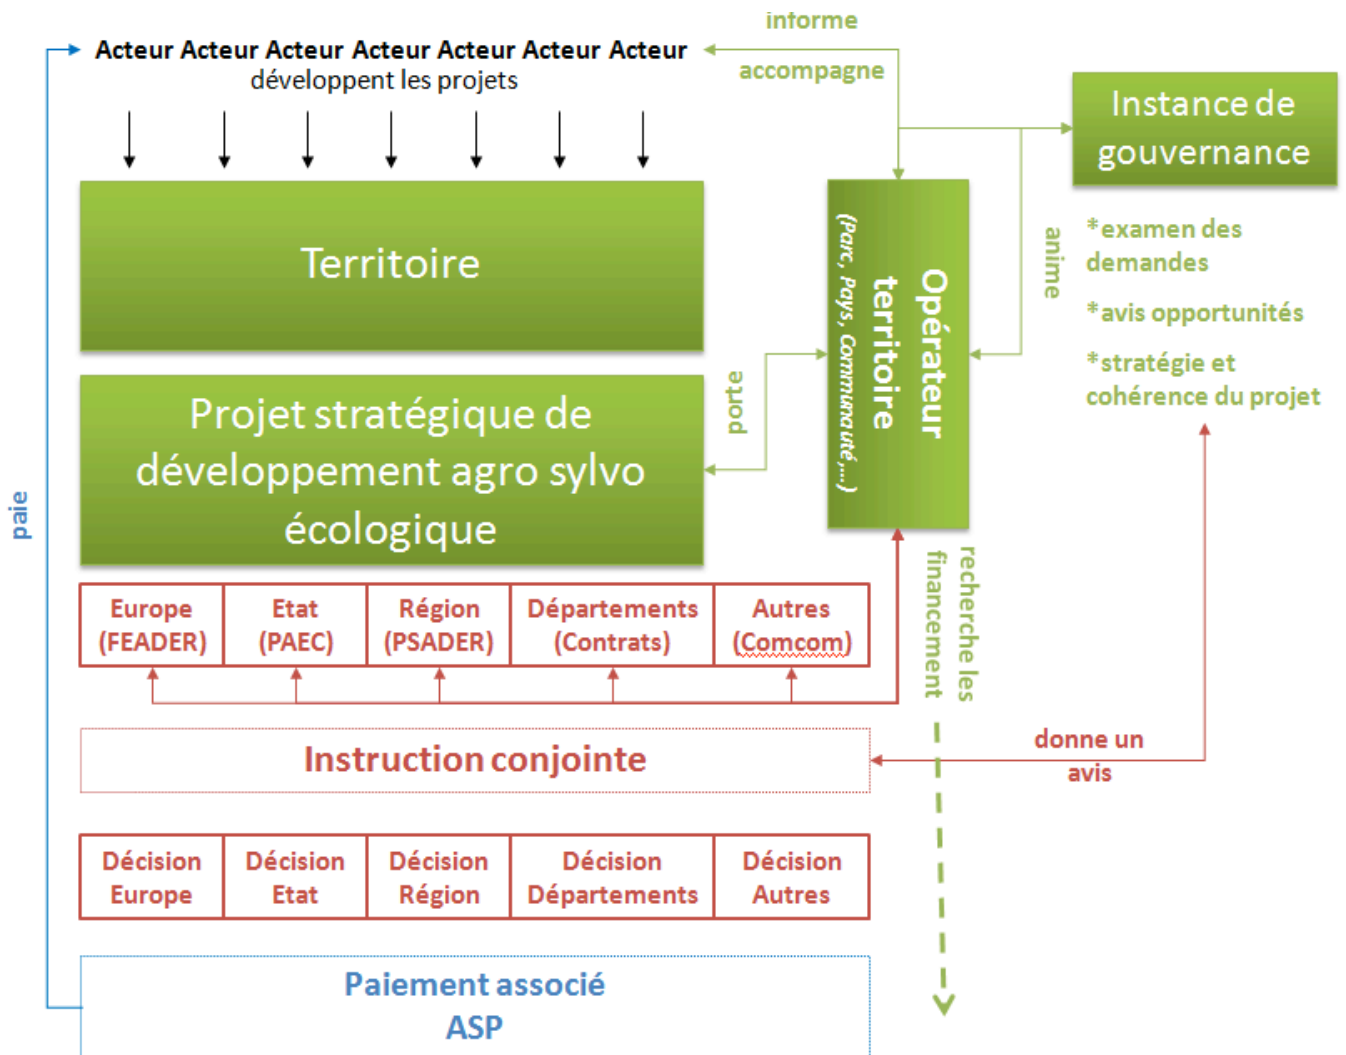 informe
Acteur Acteur Acteur Acteur Acteur Acteur Acteur
développent les projets
accompagne
Instance de
gouvernance
Territoire
Opérateur
territoire
(Parc, Pays, Communauté,...)
anime
*examen des
demandes
*avis opportunités
*stratégie et
cohérence du projet
porte
Projet stratégique de
développement agro sylvo
écologique
paie
recherche les
financement
Europe
(FEADER)
Etat
(PAEC)
Région
(PSADER)
Départements
(Contrats)
Autres
(Comcom)
Instruction conjointe
donne un
avis
Décision
Europe
Décision
Etat
Décision
Région
Décision
Départements
Décision
Autres
Paiement associé
ASP